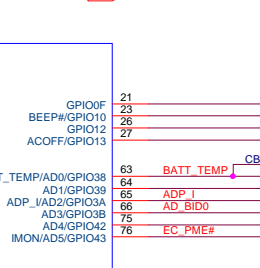 GPIO0F 21
BEEP#/GPIO10 23
GPIO12 26
ACOFF/GPIO13 27
CB
T_TEMP/AD0/GPIO38 63 BATT_TEMP
AD1/GPIO39 64
ADP_I/AD2/GPIO3A 65 ADP_I
AD3/GPIO3B 66 AD_BID0
AD4/GPIO42 75
IMON/AD5/GPIO43 76 EC_PME#